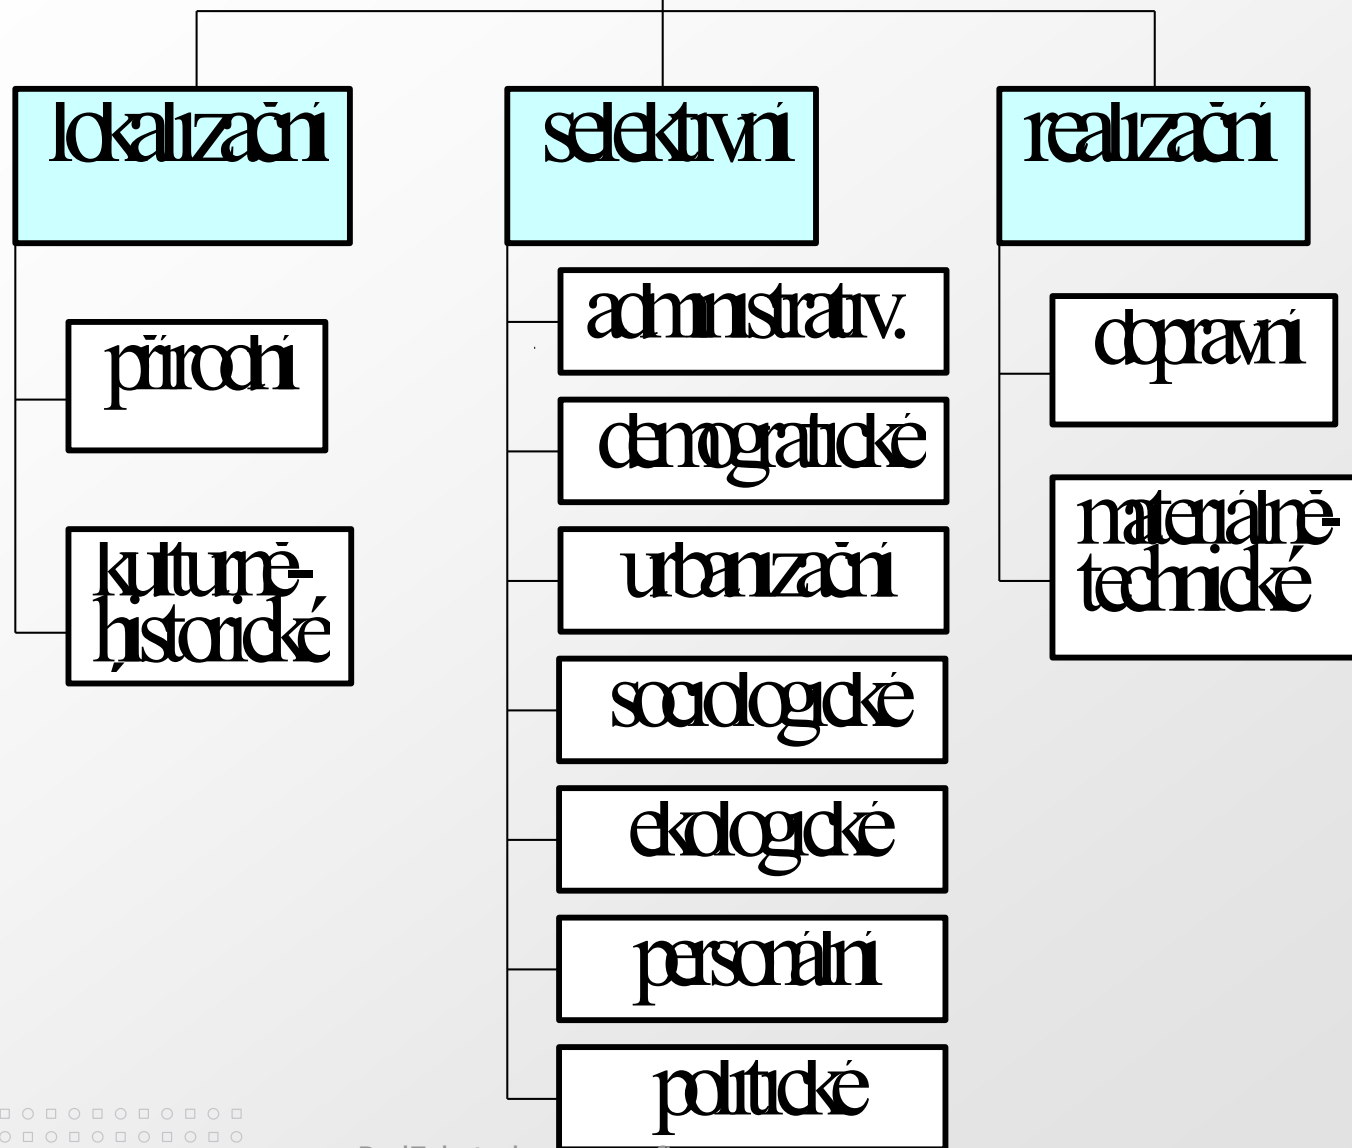 lokalizační
selektivní
realizační
přírodní
kulturně-
historické
administrativ.
demografické
urbanizační
sociologické
ekologické
personální
politické
dopravní
materiálně-
technické